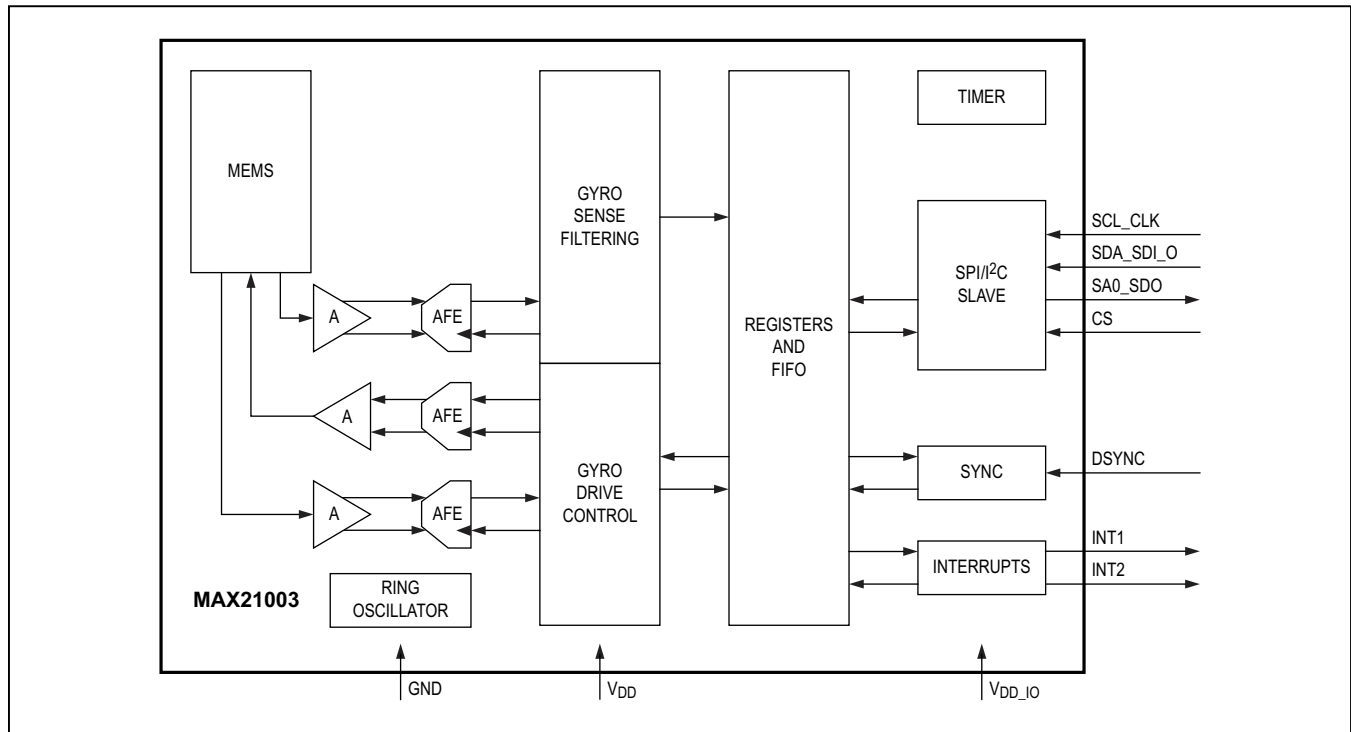 MEMS
A
AFE
A
AFE
A
AFE
RING
OSCILLATOR
MAX21003
GYRO
SENSE
FILTERING
GYRO
DRIVE
CONTROL
REGISTERS
AND
FIFO
TIMER
SPI/I²C
SLAVE
SYNC
INTERRUPTS
SCL_CLK
SDA_SDI_O
SA0_SDO
CS
DSYNC
INT1
INT2
GND
VDD
VDD_IO